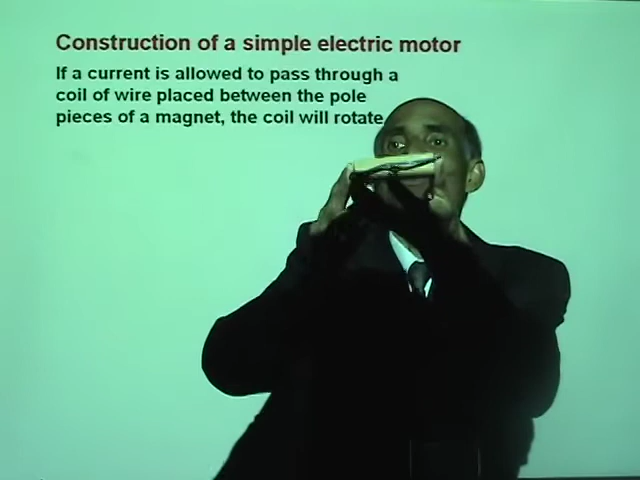 Construction of a simple electric motor
If a current is allowed to pass through a
coil of wire placed between the pole
pieces of a magnet, the coil will rotate